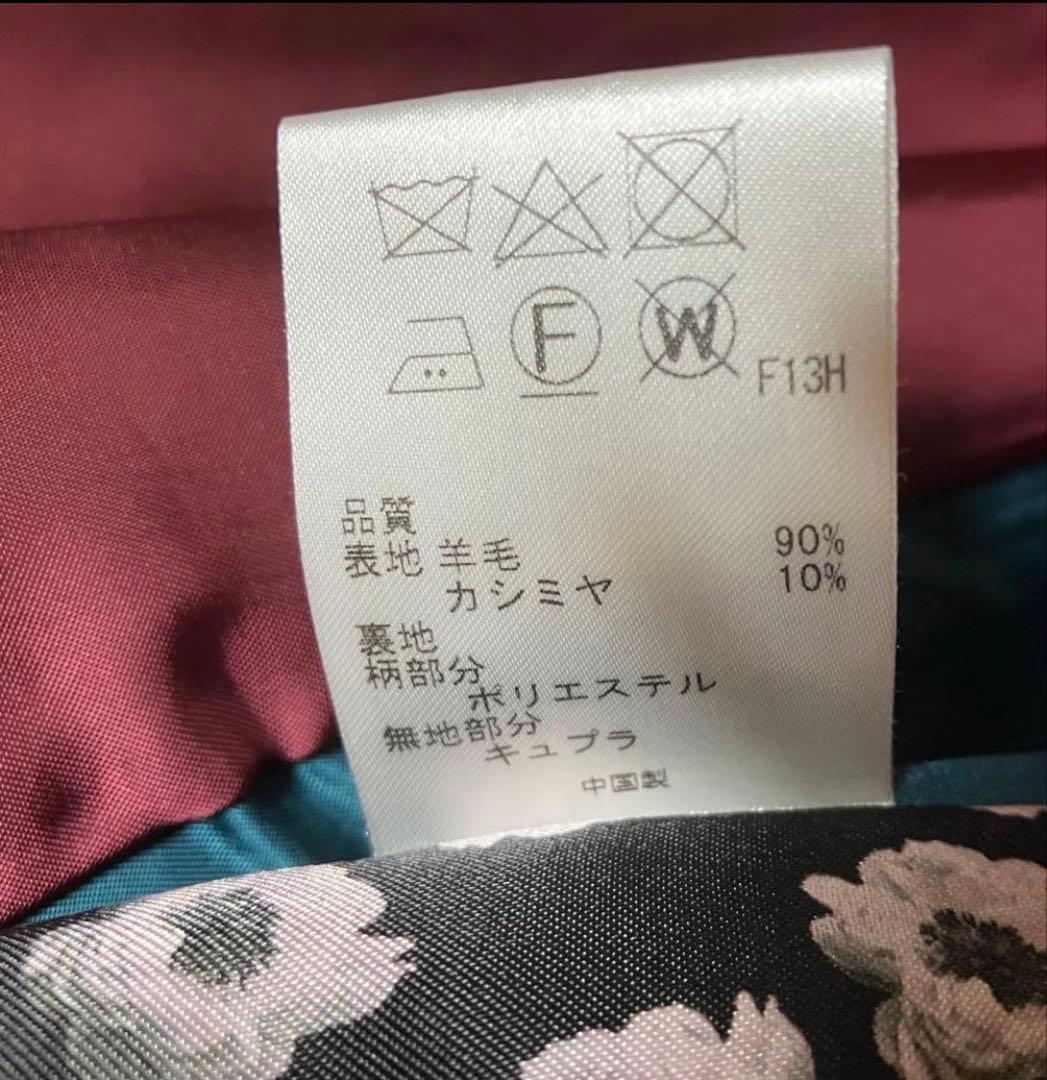 F W F13H
品質
表地 羊毛 90%
カシミヤ 10%
裏地
柄部分
ポリエステル
無地部分
キュプラ
中国製